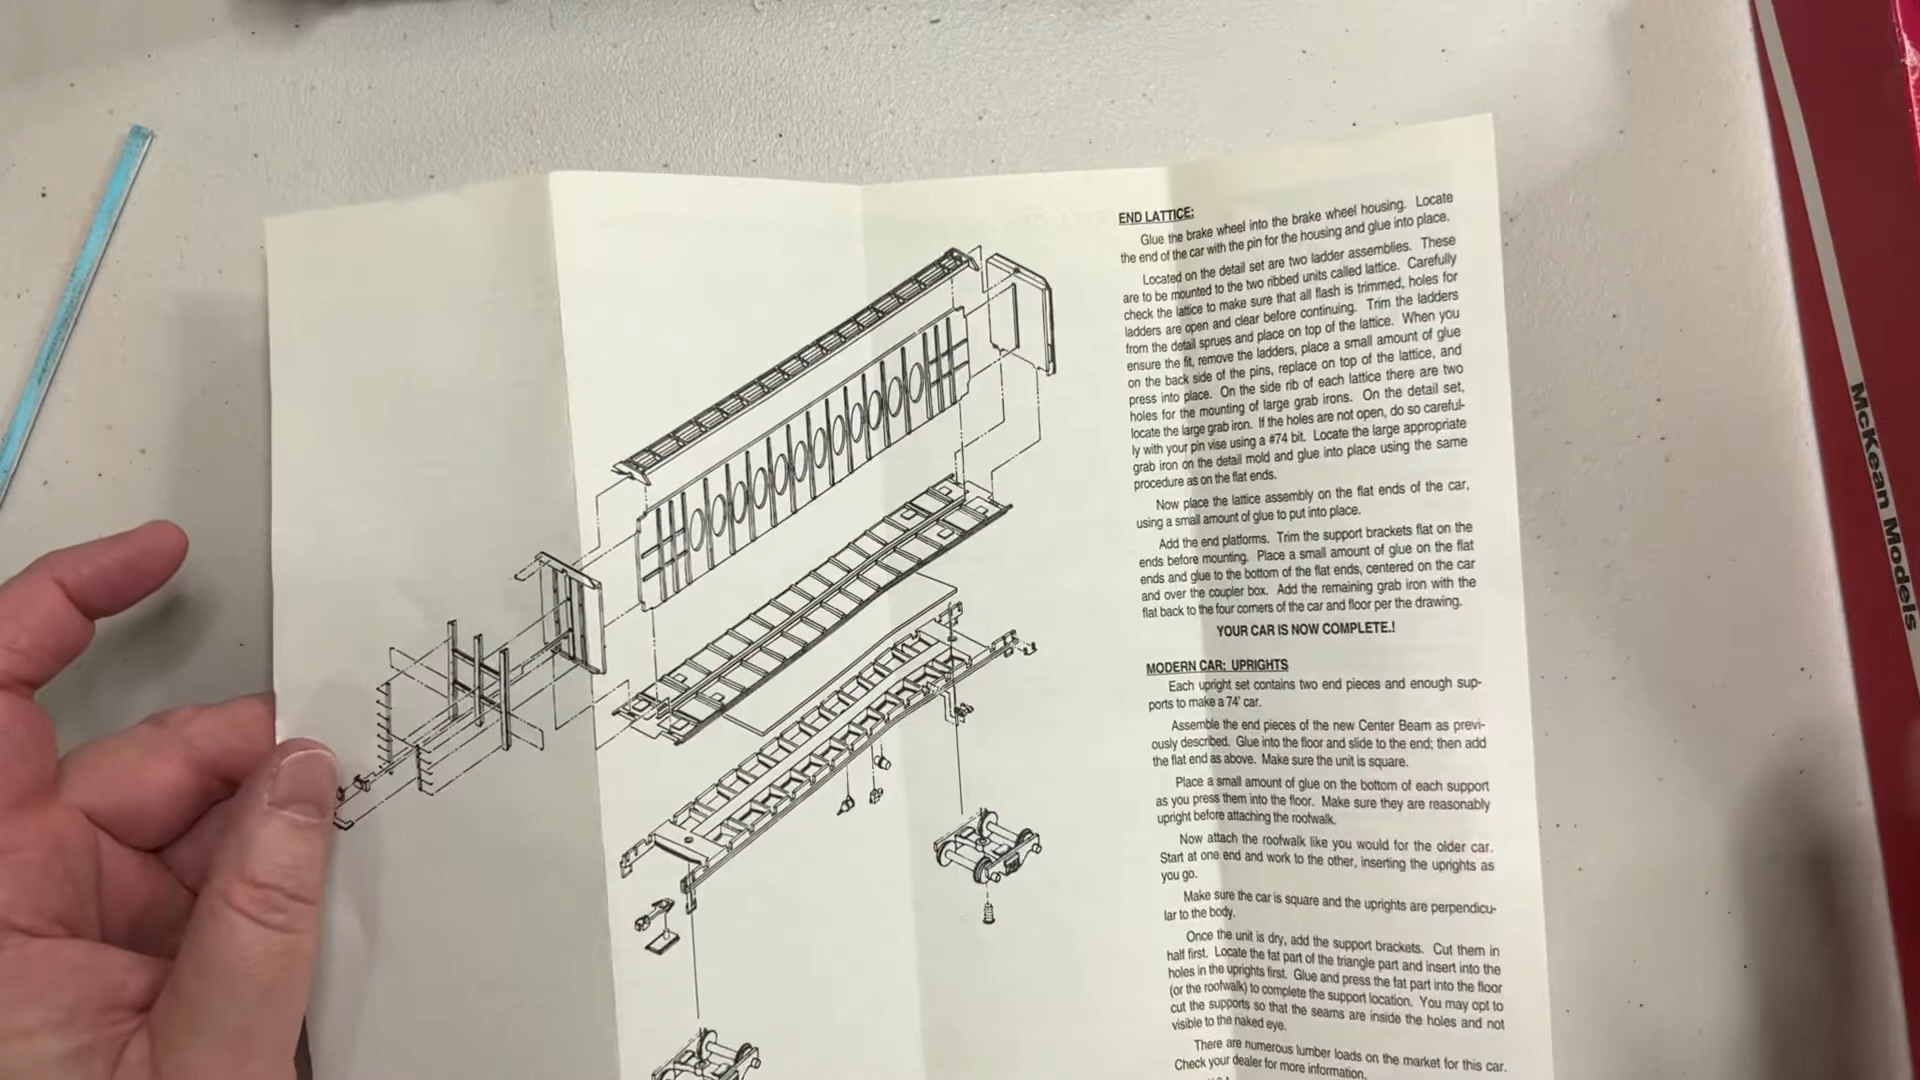 END LATTICE:
Glue the brake wheel into the brake wheel housing. Locate
the end of the car with the pin for the housing and glue into place.
Located on the detail set are two ladder assemblies. These
are to be mounted to the two ribbed units called lattice. Carefully
check the lattice to make sure that all flash is trimmed, holes for
ladders are open and clear before continuing. Trim the ladders
from the detail sprues and place on top of the lattice. When you
ensure the fit, remove the ladders, place a small amount of glue
on the back side of the pins, replace on top of the lattice, and
press into place. On the side rib of each lattice there are two
holes for the mounting of large grab irons. On the detail set,
locate the large grab iron. If the holes are not open, do so careful-
ly with your pin vise using a #74 bit. Locate the large appropriate
grab iron on the detail mold and glue into place using the same
procedure as on the flat ends.
Now place the lattice assembly on the flat ends of the car,
using a small amount of glue to put into place.
Add the end platforms. Trim the support brackets flat on the
ends before mounting. Place a small amount of glue on the flat
ends and glue to the bottom of the flat ends, centered on the car
and over the coupler box. Add the remaining grab iron with the
flat back to the four corners of the car and floor per the drawing.
YOUR CAR IS NOW COMPLETE.!
MODERN CAR: UPRIGHTS
Each upright set contains two end pieces and enough sup-
ports to make a 74' car.
Assemble the end pieces of the new Center Beam as previ-
ously described. Glue into the floor and slide to the end; then add
the flat end as above. Make sure the unit is square.
Place a small amount of glue on the bottom of each support
as you press them into the floor. Make sure they are reasonably
upright before attaching the roofwalk.
Now attach the roofwalk like you would for the older car.
Start at one end and work to the other, inserting the uprights as
you go.
Make sure the car is square and the uprights are perpendicu-
lar to the body.
Once the unit is dry, add the support brackets. Cut them in
half first. Locate the fat part of the triangle part and insert into the
holes in the uprights first. Glue and press the fat part into the floor
(or the roofwalk) to complete the support location. You may opt to
cut the supports so that the seams are inside the holes and not
visible to the naked eye.
There are numerous lumber loads on the market for this car.
Check your dealer for more information.
McKean Models